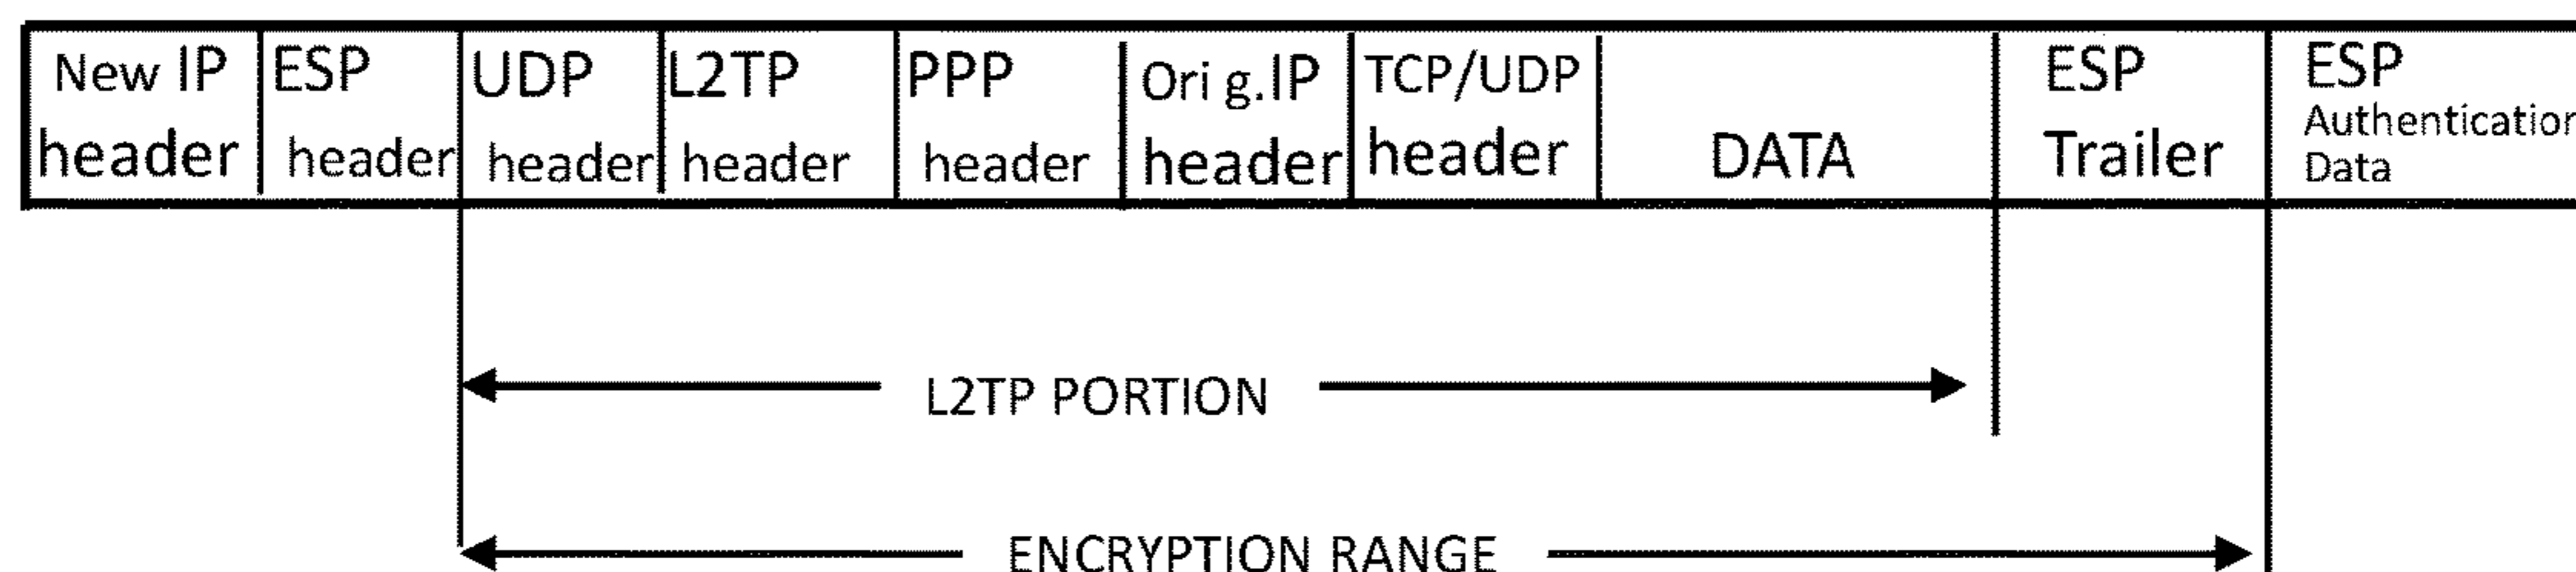 New IP
header
ESP
header
UDP
header
L2TP
header
PPP
header
Ori g.IP
header
TCP/UDP
header
DATA
ESP
Trailer
ESP
Authentication
Data
L2TP PORTION
ENCRYPTION RANGE